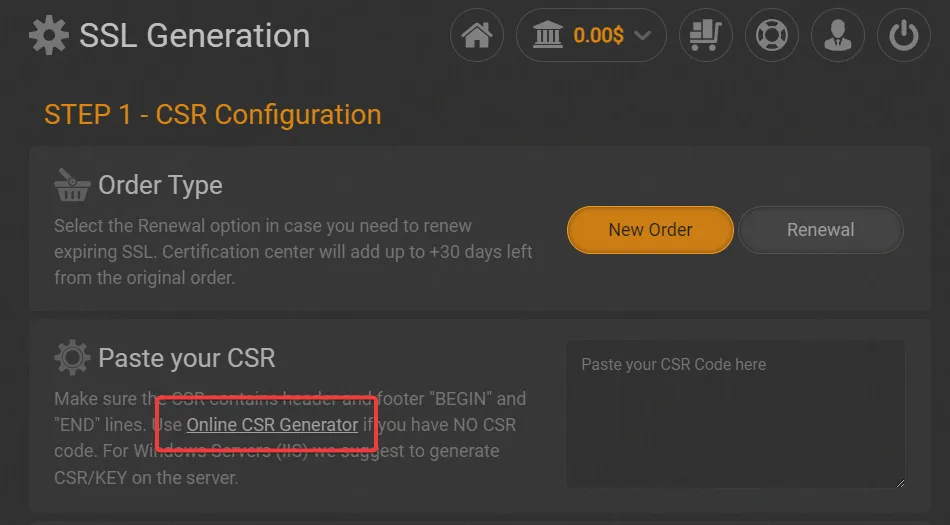 SSL Generation
0.00$
STEP 1 - CSR Configuration
Order Type
Select the Renewal option in case you need to renew
expiring SSL. Certification center will add up to +30 days left
from the original order.
New Order
Renewal
Paste your CSR
Make sure the CSR contains header and footer "BEGIN" and
"END" lines. Use Online CSR Generator if you have NO CSR
code. For Windows Servers (IIS) we suggest to generate
CSR/KEY on the server.
Paste your CSR Code here